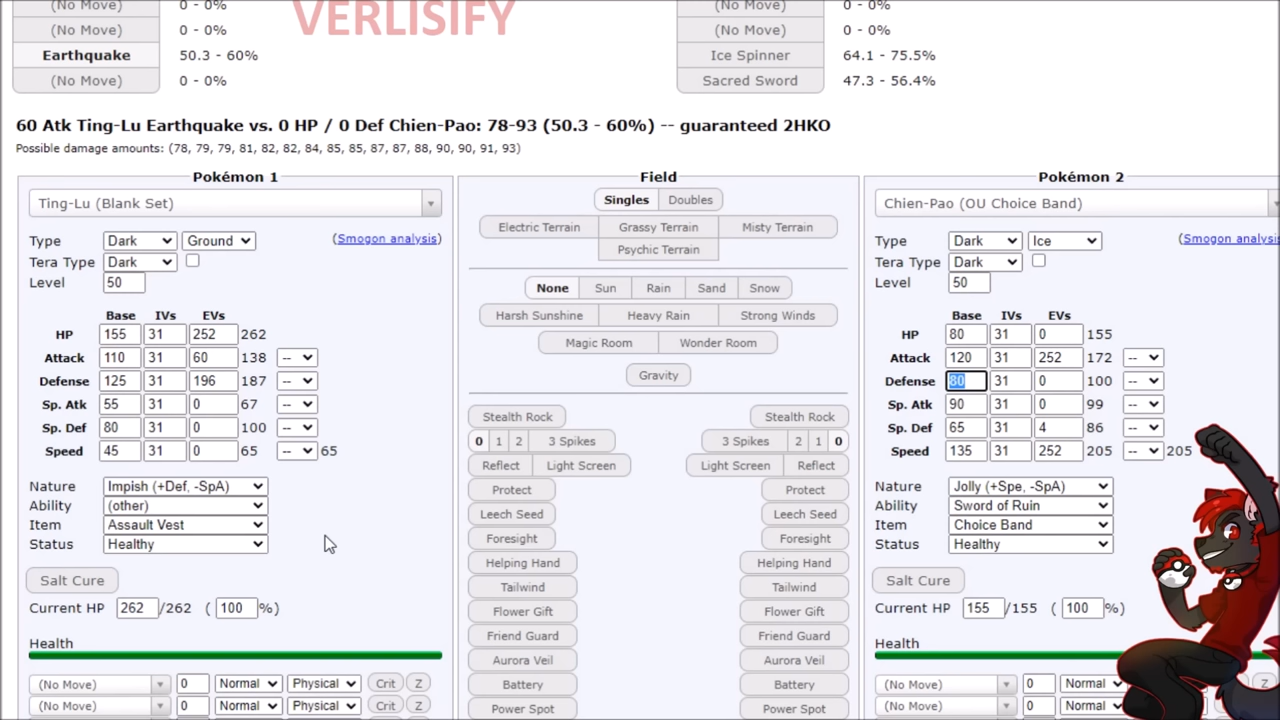 VERLISIFY
(No Move) 0 - 0% (No Move) 0 - 0%
(No Move) 0 - 0% (No Move) 0 - 0%
Earthquake 50.3 - 60% Ice Spinner 64.1 - 75.5%
(No Move) 0 - 0% Sacred Sword 47.3 - 56.4%
60 Atk Ting-Lu Earthquake vs. 0 HP / 0 Def Chien-Pao: 78-93 (50.3 - 60%) -- guaranteed 2HKO
Possible damage amounts: (78, 79, 79, 81, 82, 82, 84, 85, 85, 87, 87, 88, 90, 90, 91, 93)
Pokémon 1
Ting-Lu (Blank Set)
Type Dark Ground (Smogon analysis)
Tera Type Dark
Level 50
Base IVs EVs
HP 155 31 252 262
Attack 110 31 60 138 --
Defense 125 31 196 187 --
Sp. Atk 55 31 0 67 --
Sp. Def 80 31 0 100 --
Speed 45 31 0 65 -- 65
Nature Impish (+Def, -SpA)
Ability (other)
Item Assault Vest
Status Healthy
Salt Cure
Current HP 262 /262 ( 100 %)
Health
(No Move) 0 Normal Physical Crit Z
(No Move) 0 Normal Physical Crit Z
Field
Singles Doubles
Electric Terrain Grassy Terrain Misty Terrain
Psychic Terrain
None Sun Rain Sand Snow
Harsh Sunshine Heavy Rain Strong Winds
Magic Room Wonder Room
Gravity
Stealth Rock Stealth Rock
0 1 2 3 Spikes 3 Spikes 2 1 0
Reflect Light Screen Light Screen Reflect
Protect Protect
Leech Seed Leech Seed
Foresight Foresight
Helping Hand Helping Hand
Tailwind Tailwind
Flower Gift Flower Gift
Friend Guard Friend Guard
Aurora Veil Aurora Veil
Battery Battery
Power Spot Power Spot
Pokémon 2
Chien-Pao (OU Choice Band)
Type Dark Ice (Smogon analysis
Tera Type Dark
Level 50
Base IVs EVs
HP 80 31 0 155
Attack 120 31 252 172 --
Defense 80 31 0 100 --
Sp. Atk 90 31 0 99 --
Sp. Def 65 31 4 86 --
Speed 135 31 252 205 -- 205
Nature Jolly (+Spe, -SpA)
Ability Sword of Ruin
Item Choice Band
Status Healthy
Salt Cure
Current HP 155 /155 ( 100 %)
Health
(No Move) 0 Normal Z
(No Move) 0 Normal